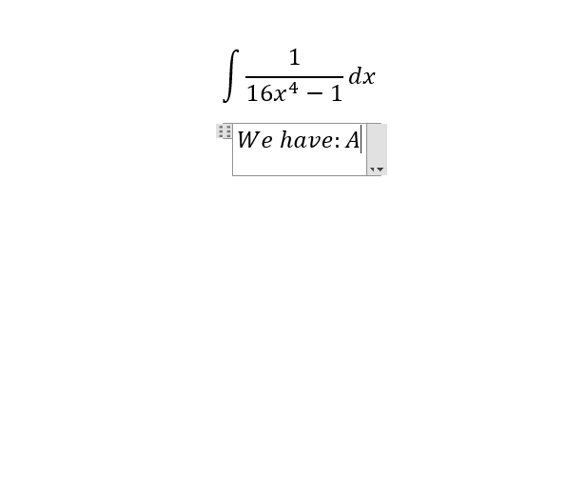 ∫ 1/(16x⁴ − 1) dx
We have: A